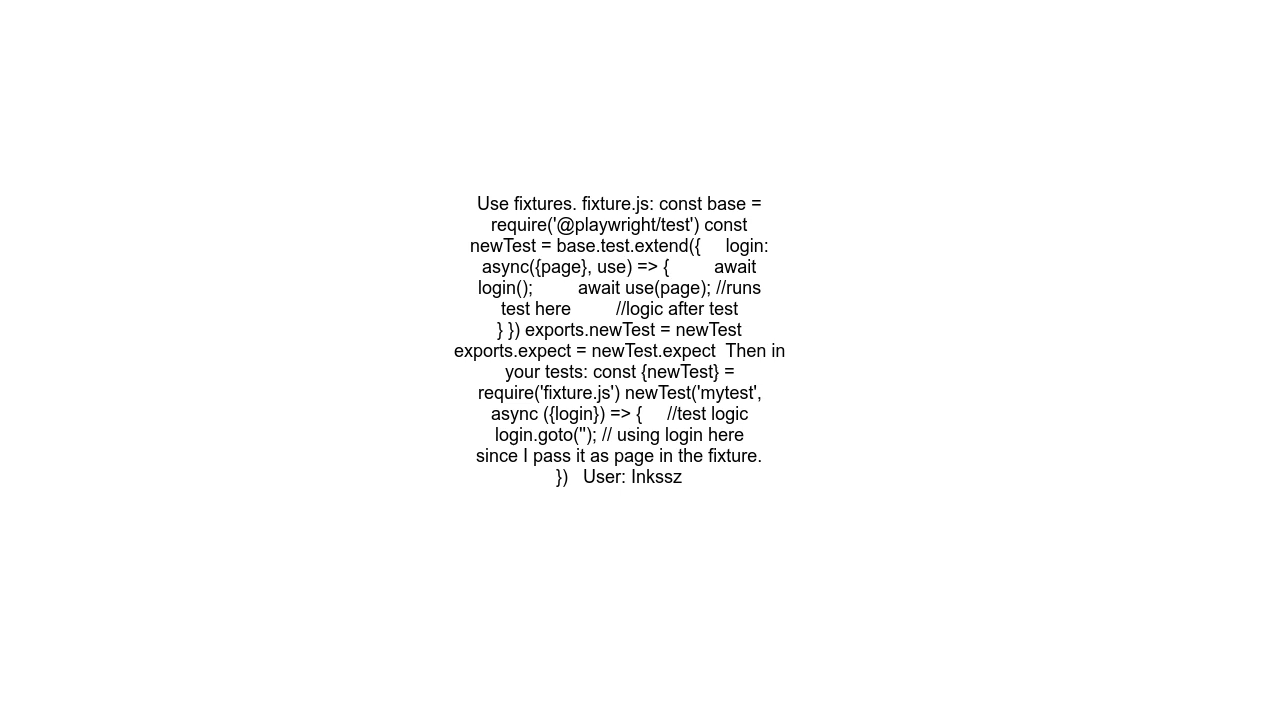 Use fixtures. fixture.js: const base =
require('@playwright/test') const
newTest = base.test.extend({     login:
async({page}, use) => {         await
login();         await use(page); //runs
test here         //logic after test
} }) exports.newTest = newTest
exports.expect = newTest.expect  Then in
your tests: const {newTest} =
require('fixture.js') newTest('mytest',
async ({login}) => {     //test logic
login.goto(''); // using login here
since I pass it as page in the fixture.
})   User: Inkssz